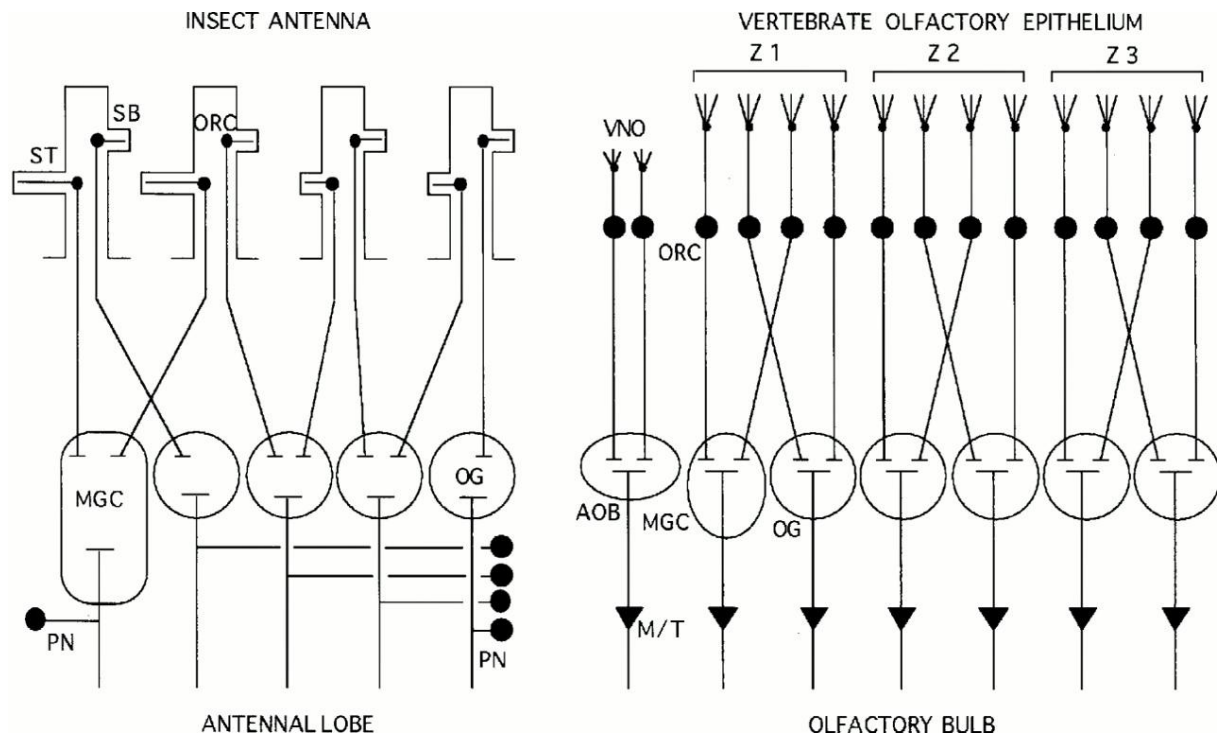 INSECT ANTENNA
SB
ORC
ST
MGC
OG
PN
PN
ANTENNAL LOBE
VERTEBRATE OLFACTORY EPITHELIUM
Z 1
Z 2
Z 3
VNO
ORC
AOB
MGC
OG
M/T
OLFACTORY BULB